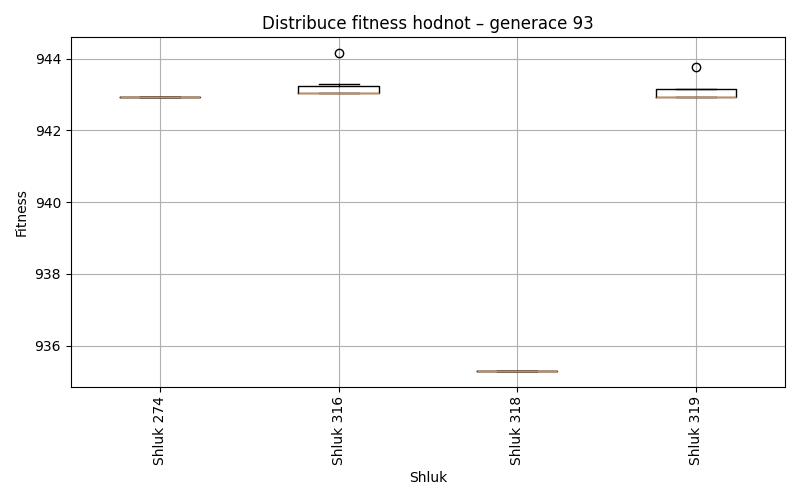 Distribuce fitness hodnot – generace 93
Fitness
944
942
940
938
936
Shluk 274
Shluk 316
Shluk 318
Shluk 319
Shluk